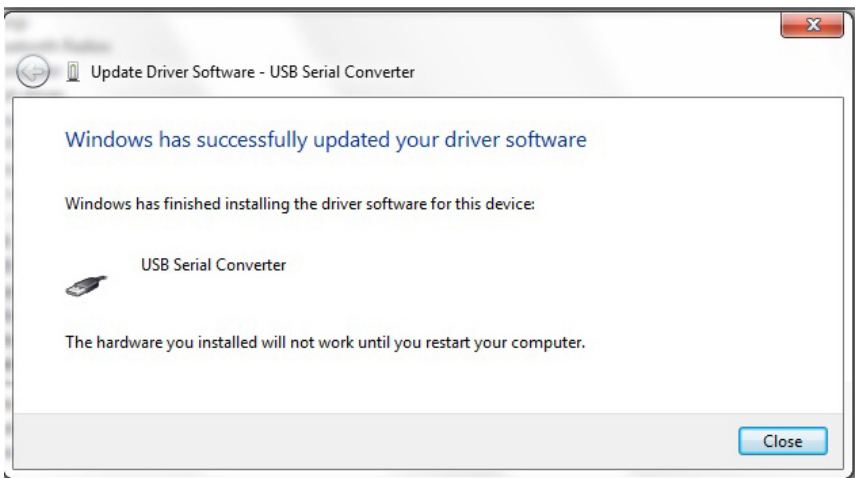 Update Driver Software - USB Serial Converter
Windows has successfully updated your driver software
Windows has finished installing the driver software for this device:
USB Serial Converter
The hardware you installed will not work until you restart your computer.
Close